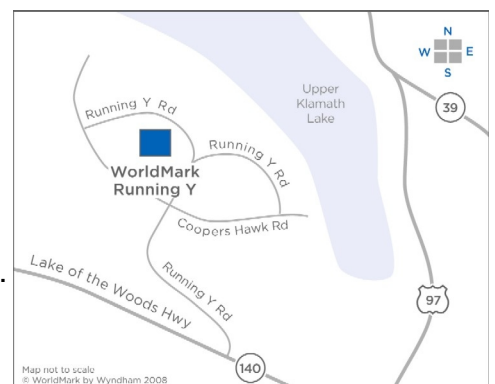 N
W E
S
Upper
Klamath
Lake
39
Running Y Rd
Running Y Rd
WorldMark
Running Y
Coopers Hawk Rd
Running Y Rd
Lake of the Woods Hwy
97
140
Map not to scale
© WorldMark by Wyndham 2008
.